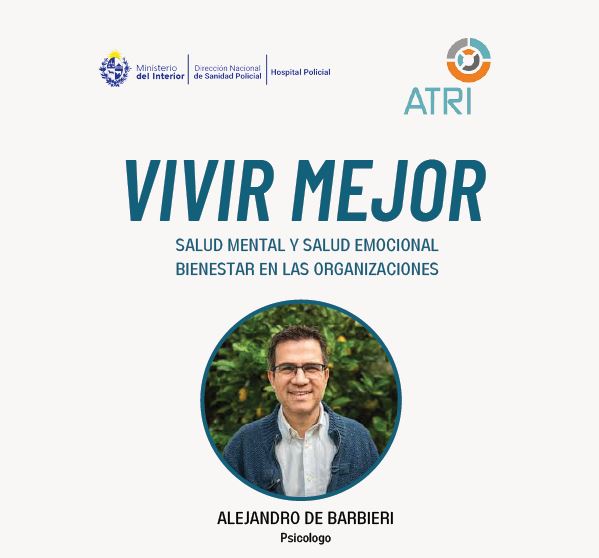 Ministerio
del Interior
Dirección Nacional
de Sanidad Policial
Hospital Policial
ATRI
VIVIR MEJOR
SALUD MENTAL Y SALUD EMOCIONAL
BIENESTAR EN LAS ORGANIZACIONES
ALEJANDRO DE BARBIERI
Psicologo